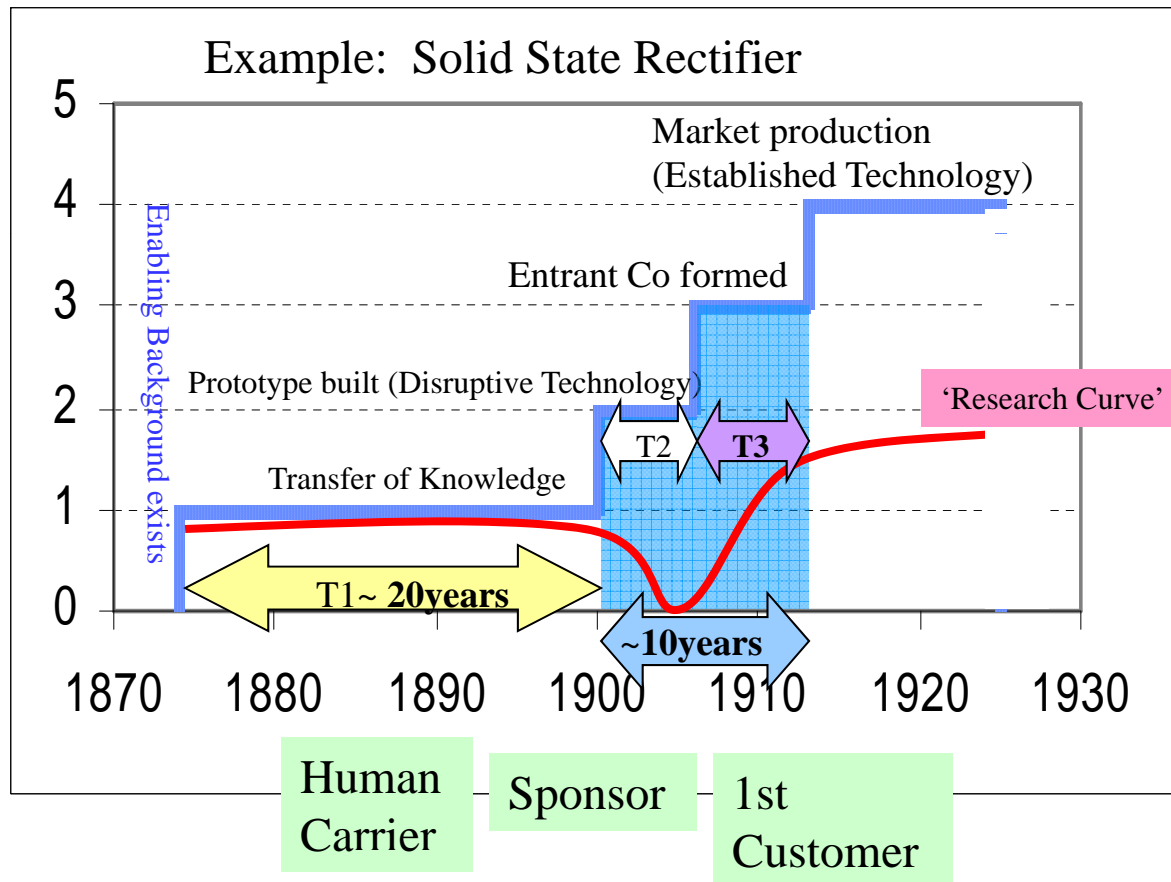 Example: Solid State Rectifier
5
Market production
(Established Technology)
4
Enabling Background exists
Entrant Co formed
3
Prototype built (Disruptive Technology)
‘Research Curve’
2
T2
T3
Transfer of Knowledge
1
T1~ 20years
0
~10years
1870 1880 1890 1900 1910 1920 1930
Human
Carrier
Sponsor
1st
Customer